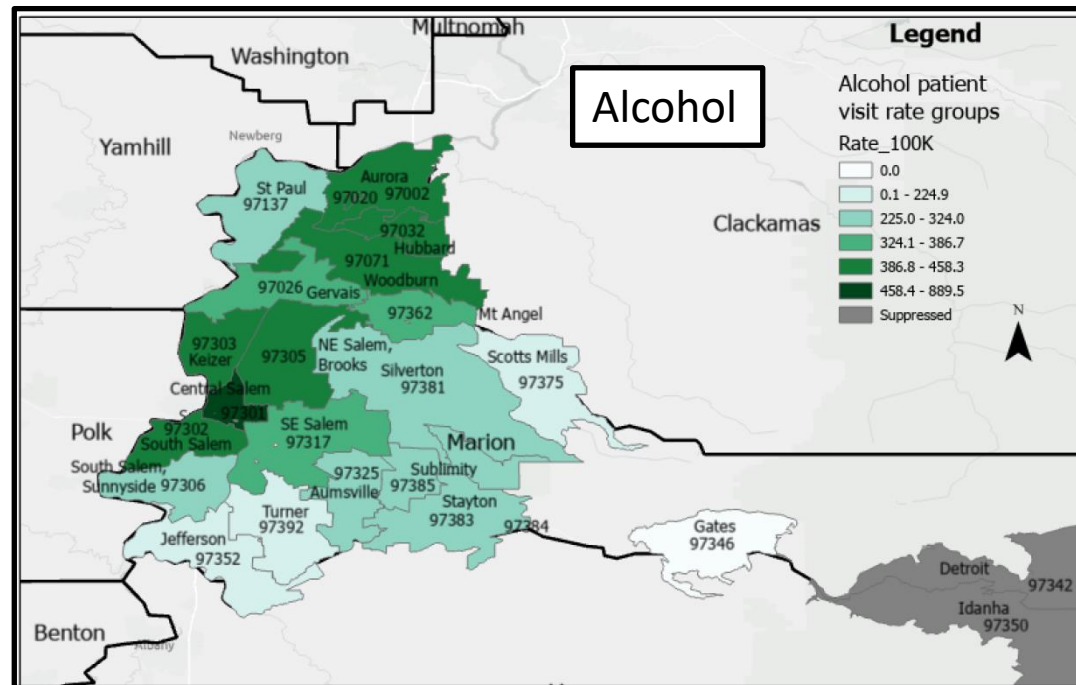 Multnomah
Washington
Alcohol
Legend
Alcohol patient
visit rate groups
Rate_100K
0.0
0.1 - 224.9
225.0 - 324.0
324.1 - 386.7
386.8 - 458.3
458.4 - 889.5
Suppressed
N
Yamhill
Newberg
Clackamas
St Paul
97137
Aurora
97020 97002
97032
Hubbard
97071
Woodburn
97026
Gervais
97362
Mt Angel
97303
Keizer
97305
NE Salem,
Brooks
Silverton
97381
Scotts Mills
97375
Central Salem
97301
Polk
97302
South Salem
SE Salem
97317
Marion
South Salem,
Sunnyside
97306
97325
Aumsville
Sublimity
97385
Stayton
97383
97384
Turner
97392
Jefferson
97352
Gates
97346
Detroit
97342
Idanha
97350
Benton
Albany